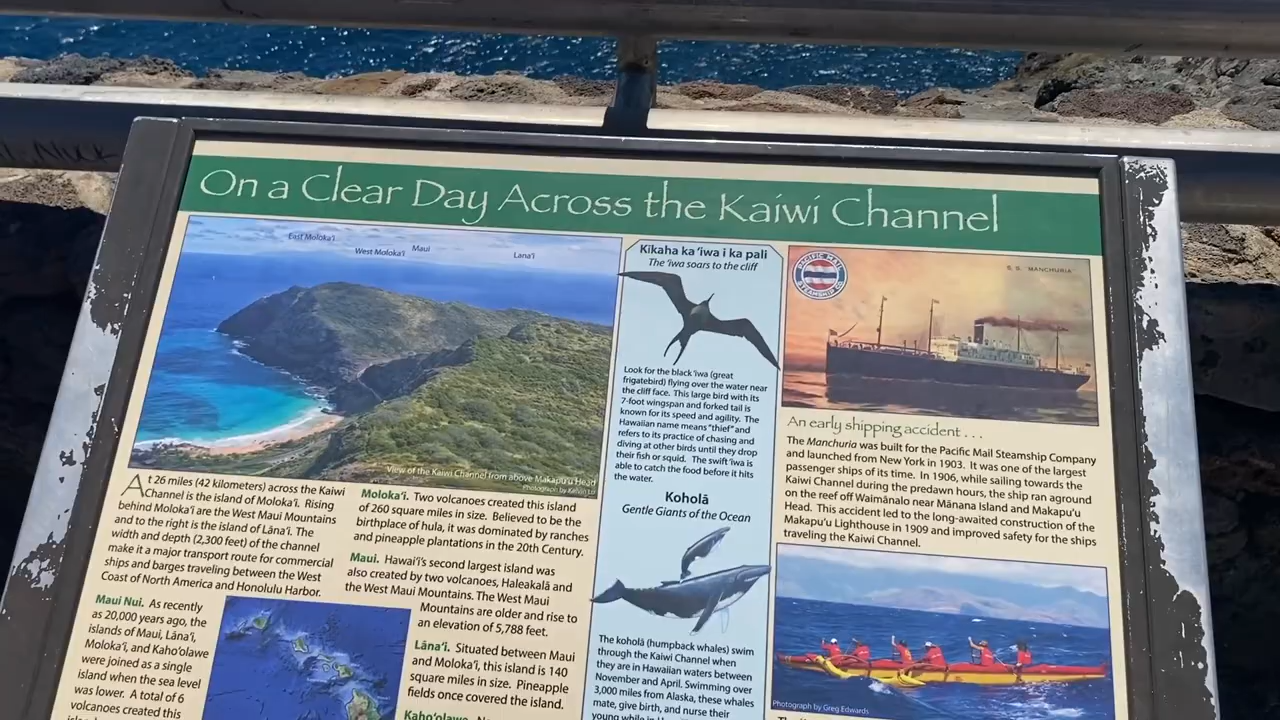 On a Clear Day Across the Kaiwi Channel
East Moloka'i
West Moloka'i
Maui
Lana'i
View of the Kaiwi Channel from above Makapu'u Head
At 26 miles (42 kilometers) across the Kaiwi
Channel is the island of Moloka'i. Rising
behind Moloka'i are the West Maui Mountains
and to the right is the island of Lāna'i. The
width and depth (2,300 feet) of the channel
make it a major transport route for commercial
ships and barges traveling between the West
Coast of North America and Honolulu Harbor.
Maui Nui. As recently
as 20,000 years ago, the
islands of Maui, Lāna'i,
Moloka'i, and Kaho'olawe
were joined as a single
island when the sea level
was lower. A total of 6
volcanoes created this
Moloka'i. Two volcanoes created this island
of 260 square miles in size. Believed to be the
birthplace of hula, it was dominated by ranches
and pineapple plantations in the 20th Century.
Maui. Hawai'i's second largest island was
also created by two volcanoes, Haleakalā and
the West Maui Mountains. The West Maui
Mountains are older and rise to
an elevation of 5,788 feet.
Lāna'i. Situated between Maui
and Moloka'i, this island is 140
square miles in size. Pineapple
fields once covered the island.
Kaho'olawe.
Kikaha ka 'iwa i ka pali
The 'iwa soars to the cliff
Look for the black 'iwa (great
frigatebird) flying over the water near
the cliff face. This large bird with its
7-foot wingspan and forked tail is
known for its speed and agility. The
Hawaiian name means "thief" and
refers to its practice of chasing and
diving at other birds until they drop
their fish or squid. The swift 'iwa is
able to catch the food before it hits
the water.
Koholā
Gentle Giants of the Ocean
The koholā (humpback whales) swim
through the Kaiwi Channel when
they are in Hawaiian waters between
November and April. Swimming over
3,000 miles from Alaska, these whales
mate, give birth, and nurse their
young while in
PACIFIC MAIL
STEAMSHIP CO.
S.S. "MANCHURIA"
An early shipping accident . . .
The Manchuria was built for the Pacific Mail Steamship Company
and launched from New York in 1903. It was one of the largest
passenger ships of its time. In 1906, while sailing towards the
Kaiwi Channel during the predawn hours, the ship ran aground
on the reef off Waimānalo near Mānana Island and Makapu'u
Head. This accident led to the long-awaited construction of the
Makapu'u Lighthouse in 1909 and improved safety for the ships
traveling the Kaiwi Channel.
Photograph by Greg Edwards